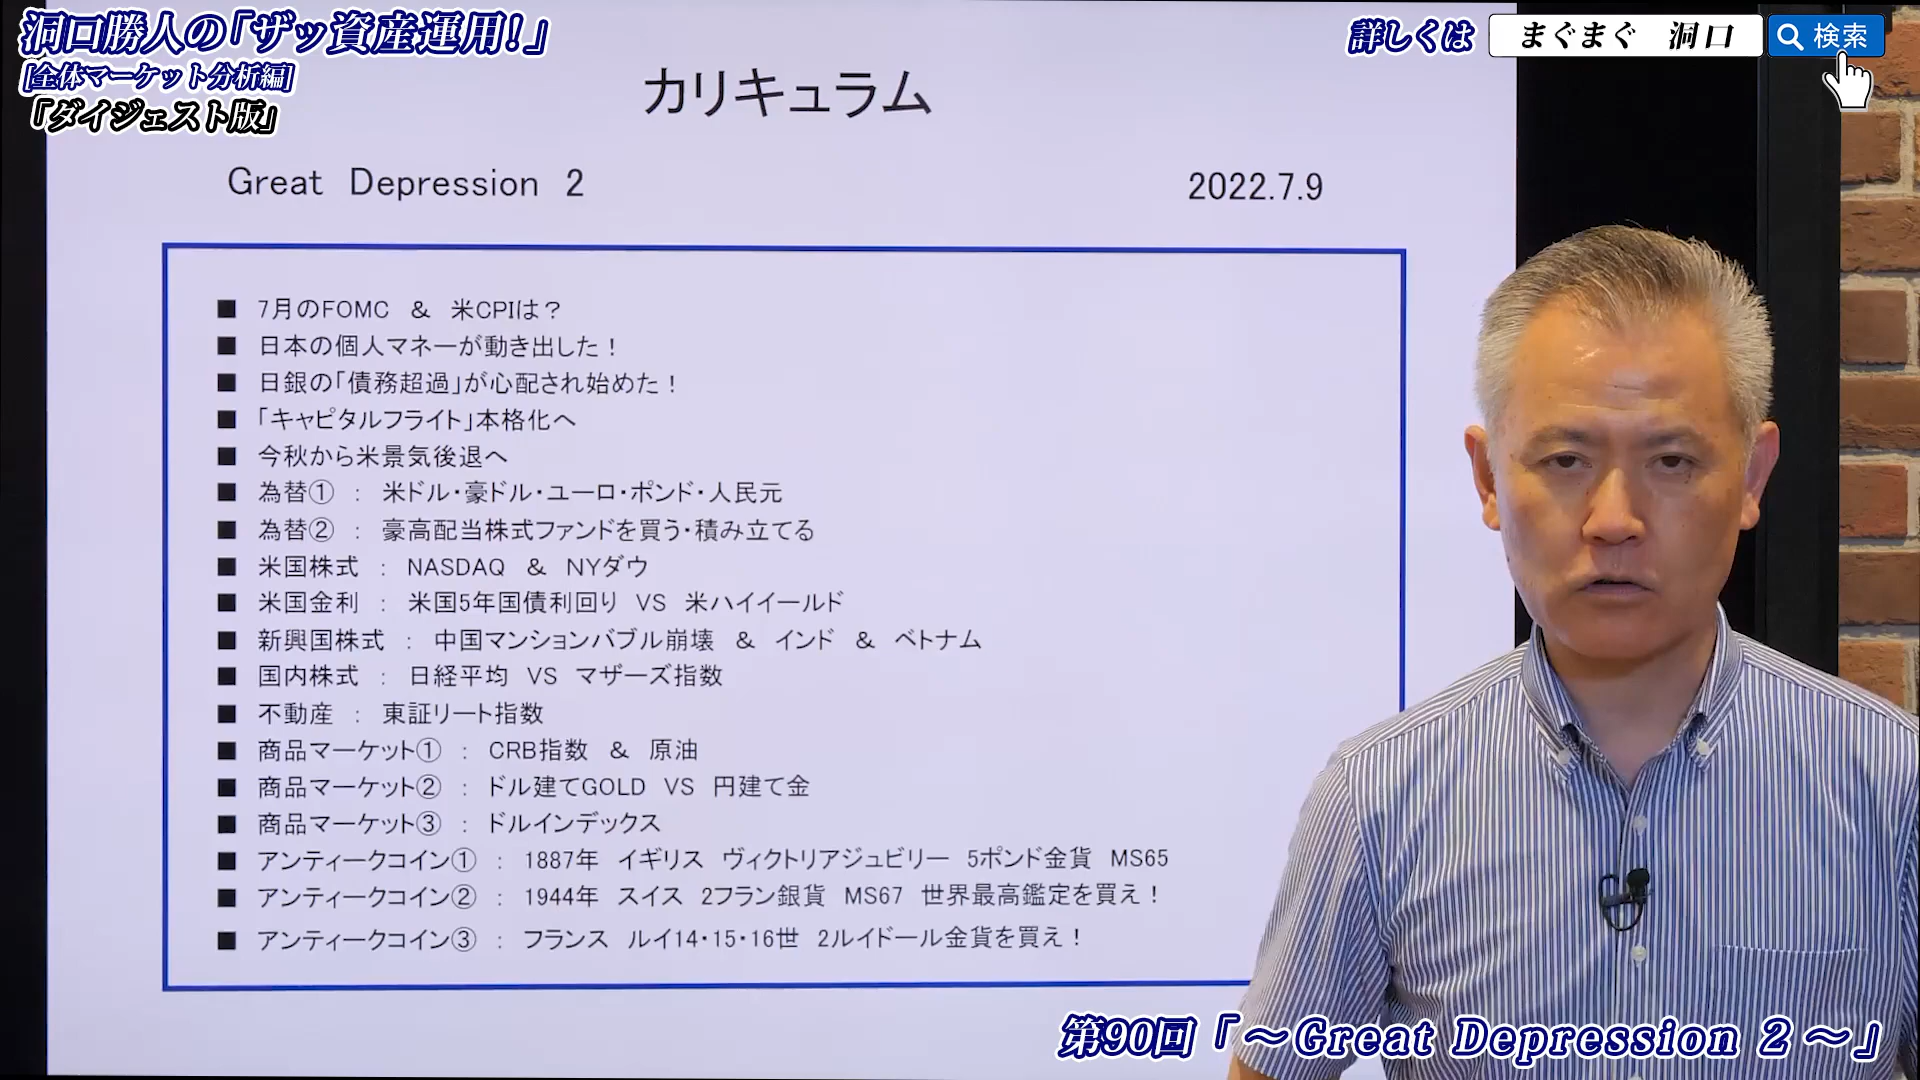 洞口勝人の「ザッ資産運用!」
[全体マーケット分析編]
「ダイジェスト版」
詳しくは まぐまぐ 洞口 検索
カリキュラム
Great Depression 2
2022.7.9
■ 7月のFOMC & 米CPIは？
■ 日本の個人マネーが動き出した！
■ 日銀の「債務超過」が心配され始めた！
■ 「キャピタルフライト」本格化へ
■ 今秋から米景気後退へ
■ 為替① : 米ドル・豪ドル・ユーロ・ポンド・人民元
■ 為替② : 豪高配当株式ファンドを買う・積み立てる
■ 米国株式 : NASDAQ & NYダウ
■ 米国金利 : 米国5年国債利回り VS 米ハイイールド
■ 新興国株式 : 中国マンションバブル崩壊 & インド & ベトナム
■ 国内株式 : 日経平均 VS マザーズ指数
■ 不動産 : 東証リート指数
■ 商品マーケット① : CRB指数 & 原油
■ 商品マーケット② : ドル建てGOLD VS 円建て金
■ 商品マーケット③ : ドルインデックス
■ アンティークコイン① : 1887年 イギリス ヴィクトリアジュビリー 5ポンド金貨 MS65
■ アンティークコイン② : 1944年 スイス 2フラン銀貨 MS67 世界最高鑑定を買え！
■ アンティークコイン③ : フランス ルイ14・15・16世 2ルイドール金貨を買え！
第90回「～Great Depression 2～」